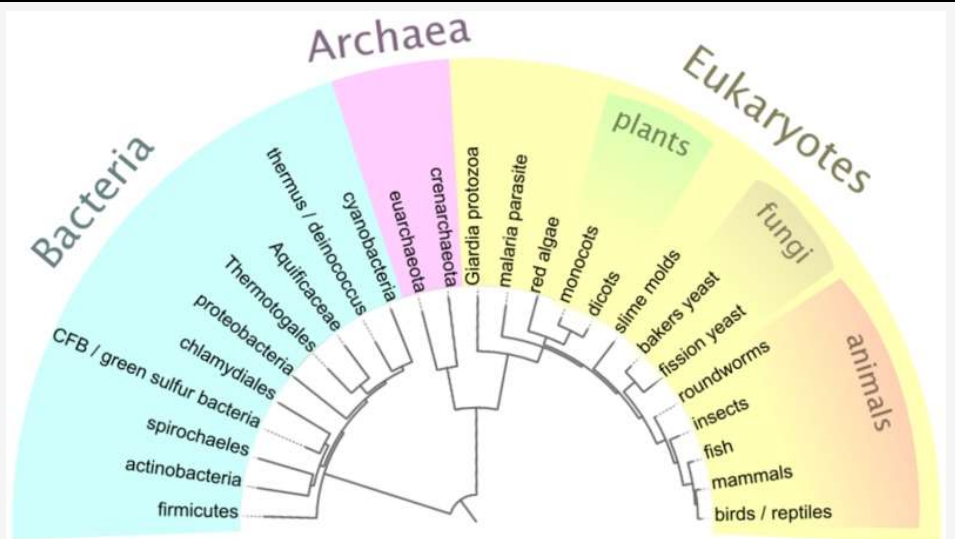 Archaea
Eukaryotes
Bacteria
plants
fungi
animals
thermus / deinococcus
cyanobacteria
euarchaeota
crenarchaeota
Giardia protozoa
malaria parasite
red algae
monocots
dicots
slime molds
bakers yeast
fission yeast
roundworms
insects
fish
mammals
birds / reptiles
Aquificaceae
Thermotogales
proteobacteria
chlamydiales
CFB / green sulfur bacteria
spirochaeles
actinobacteria
firmicutes